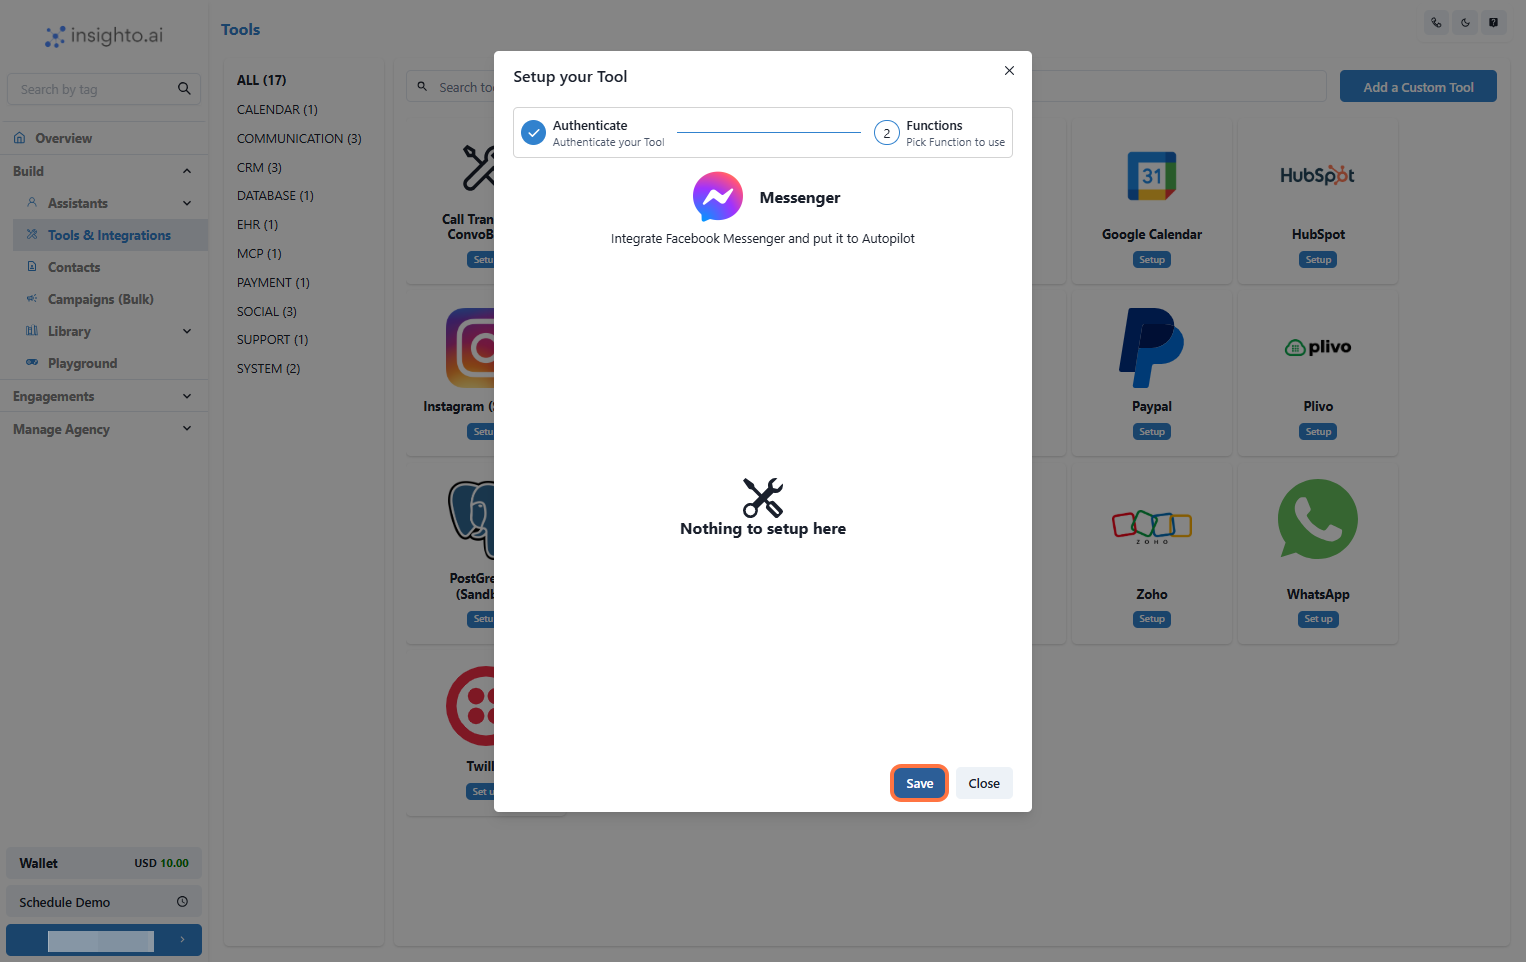 insighto.ai
Search by tag
Overview
Build
Assistants
Tools & Integrations
Contacts
Campaigns (Bulk)
Library
Playground
Engagements
Manage Agency
Wallet
USD 10.00
Schedule Demo
Tools
ALL (17)
CALENDAR (1)
COMMUNICATION (3)
CRM (3)
DATABASE (1)
EHR (1)
MCP (1)
PAYMENT (1)
SOCIAL (3)
SUPPORT (1)
SYSTEM (2)
Search too
Add a Custom Tool
Call Tran
ConvoB
Setu
31
Google Calendar
Setup
HubSpot
HubSpot
Setup
Instagram (
Setu
Paypal
Setup
plivo
Plivo
Setup
PostGre
(Sandb
Setu
ZOHO
Zoho
Setup
WhatsApp
Set up
Twil
Set u
Setup your Tool
Authenticate
Authenticate your Tool
2
Functions
Pick Function to use
Messenger
Integrate Facebook Messenger and put it to Autopilot
Nothing to setup here
Save
Close